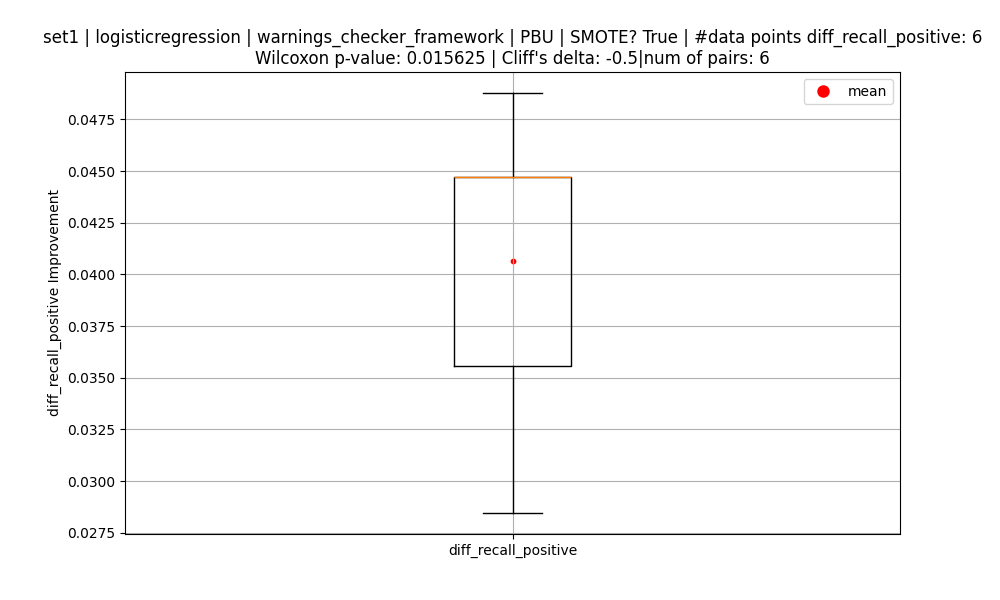 set1 | logisticregression | warnings_checker_framework | PBU | SMOTE? True | #data points diff_recall_positive: 6
Wilcoxon p-value: 0.015625 | Cliff's delta: -0.5|num of pairs: 6
mean
0.0475
0.0450
0.0425
0.0400
0.0375
0.0350
0.0325
0.0300
0.0275
diff_recall_positive Improvement
diff_recall_positive